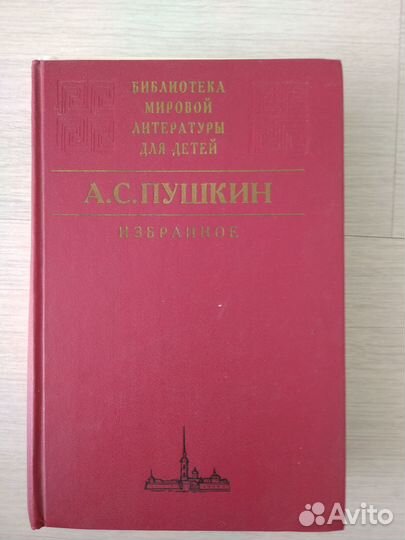 БИБЛИОТЕКА
МИРОВОЙ
ЛИТЕРАТУРЫ
ДЛЯ ДЕТЕЙ
А.С.ПУШКИН
ИЗБРАННОЕ
Avito